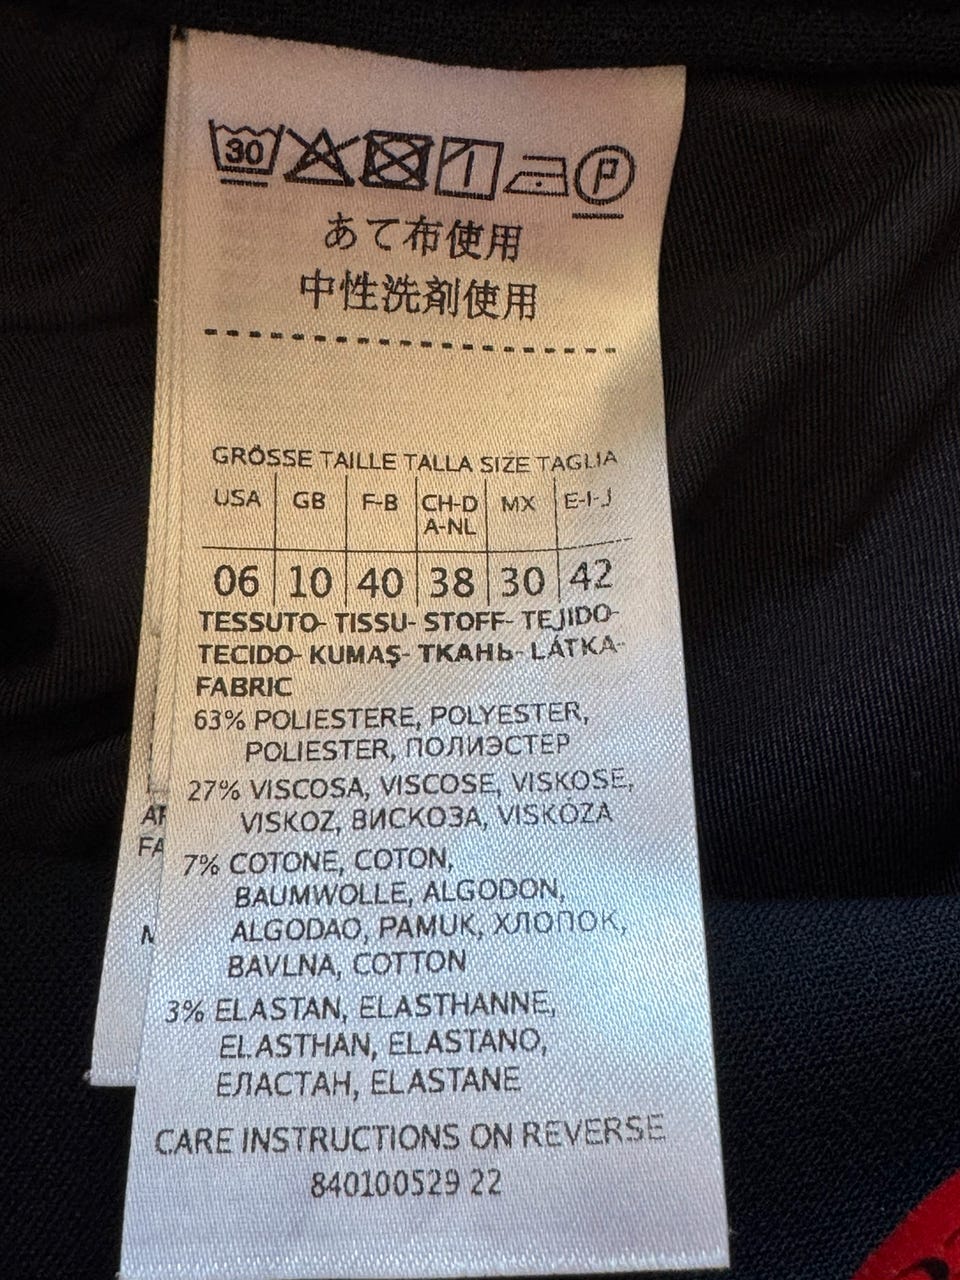 30
P
あて布使用
中性洗剤使用
GRÖSSE TAILLE TALLA SIZE TAGLIA
USA GB F-B CH-D A-NL MX E-I-J
06 10 40 38 30 42
TESSUTO- TISSU- STOFF- TEJIDO-
TECIDO- KUMAŞ- ТКАНЬ- LÁTKA-
FABRIC
63% POLIESTERE, POLYESTER,
POLIESTER, ПОЛИЭСТЕР
27% VISCOSA, VISCOSE, VISKOSE,
VISKOZ, ВИСКОЗА, VISKÓZA
7% COTONE, COTON,
BAUMWOLLE, ALGODON,
ALGODAO, PAMUK, ХЛОПОК,
BAVLNA, COTTON
3% ELASTAN, ELASTHANNE,
ELASTHAN, ELASTANO,
ЕЛАСТАН, ELASTANE
CARE INSTRUCTIONS ON REVERSE
840100529 22